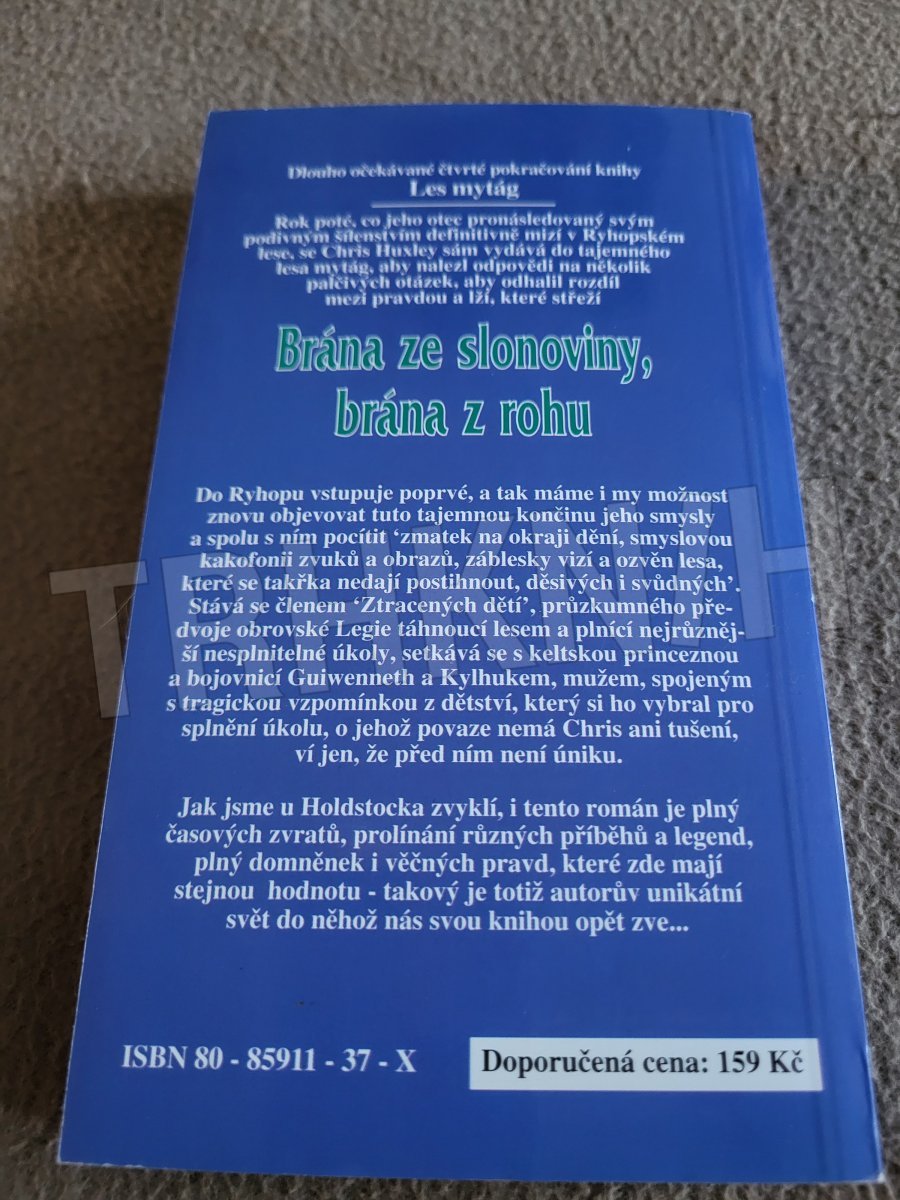 Dlouho očekávané čtvrté pokračování knihy
Les mytág
Rok poté, co jeho otec pronásledovaný svým
podivným šílenstvím definitivně mizí v Ryhopském
lese, se Chris Huxley sám vydává do tajemného
lesa mytág, aby nalezl odpovědi na několik
palčivých otázek, aby odhalil rozdíl
mezi pravdou a lží, které střeží
Brána ze slonoviny,
brána z rohu
Do Ryhopu vstupuje poprvé, a tak máme i my možnost
znovu objevovat tuto tajemnou končinu jeho smysly
a spolu s ním pocítit ‘zmatek na okraji dění, smyslovou
kakofonii zvuků a obrazů, záblesky vizí a ozvěn lesa,
které se takřka nedají postihnout, děsivých i svůdných’.
Stává se členem ‘Ztracených dětí’, průzkumného pře-
dvoje obrovské Legie táhnoucí lesem a plnící nejrůzněj-
ší nesplnitelné úkoly, setkává se s keltskou princeznou
a bojovnicí Guiwenneth a Kylhukem, mužem, spojeným
s tragickou vzpomínkou z dětství, který si ho vybral pro
splnění úkolu, o jehož povaze nemá Chris ani tušení,
ví jen, že před ním není úniku.
Jak jsme u Holdstocka zvyklí, i tento román je plný
časových zvratů, prolínání různých příběhů a legend,
plný domněnek i věčných pravd, které zde mají
stejnou hodnotu - takový je totiž autorův unikátní
svět do něhož nás svou knihou opět zve...
ISBN 80 - 85911 - 37 - X
Doporučená cena: 159 Kč